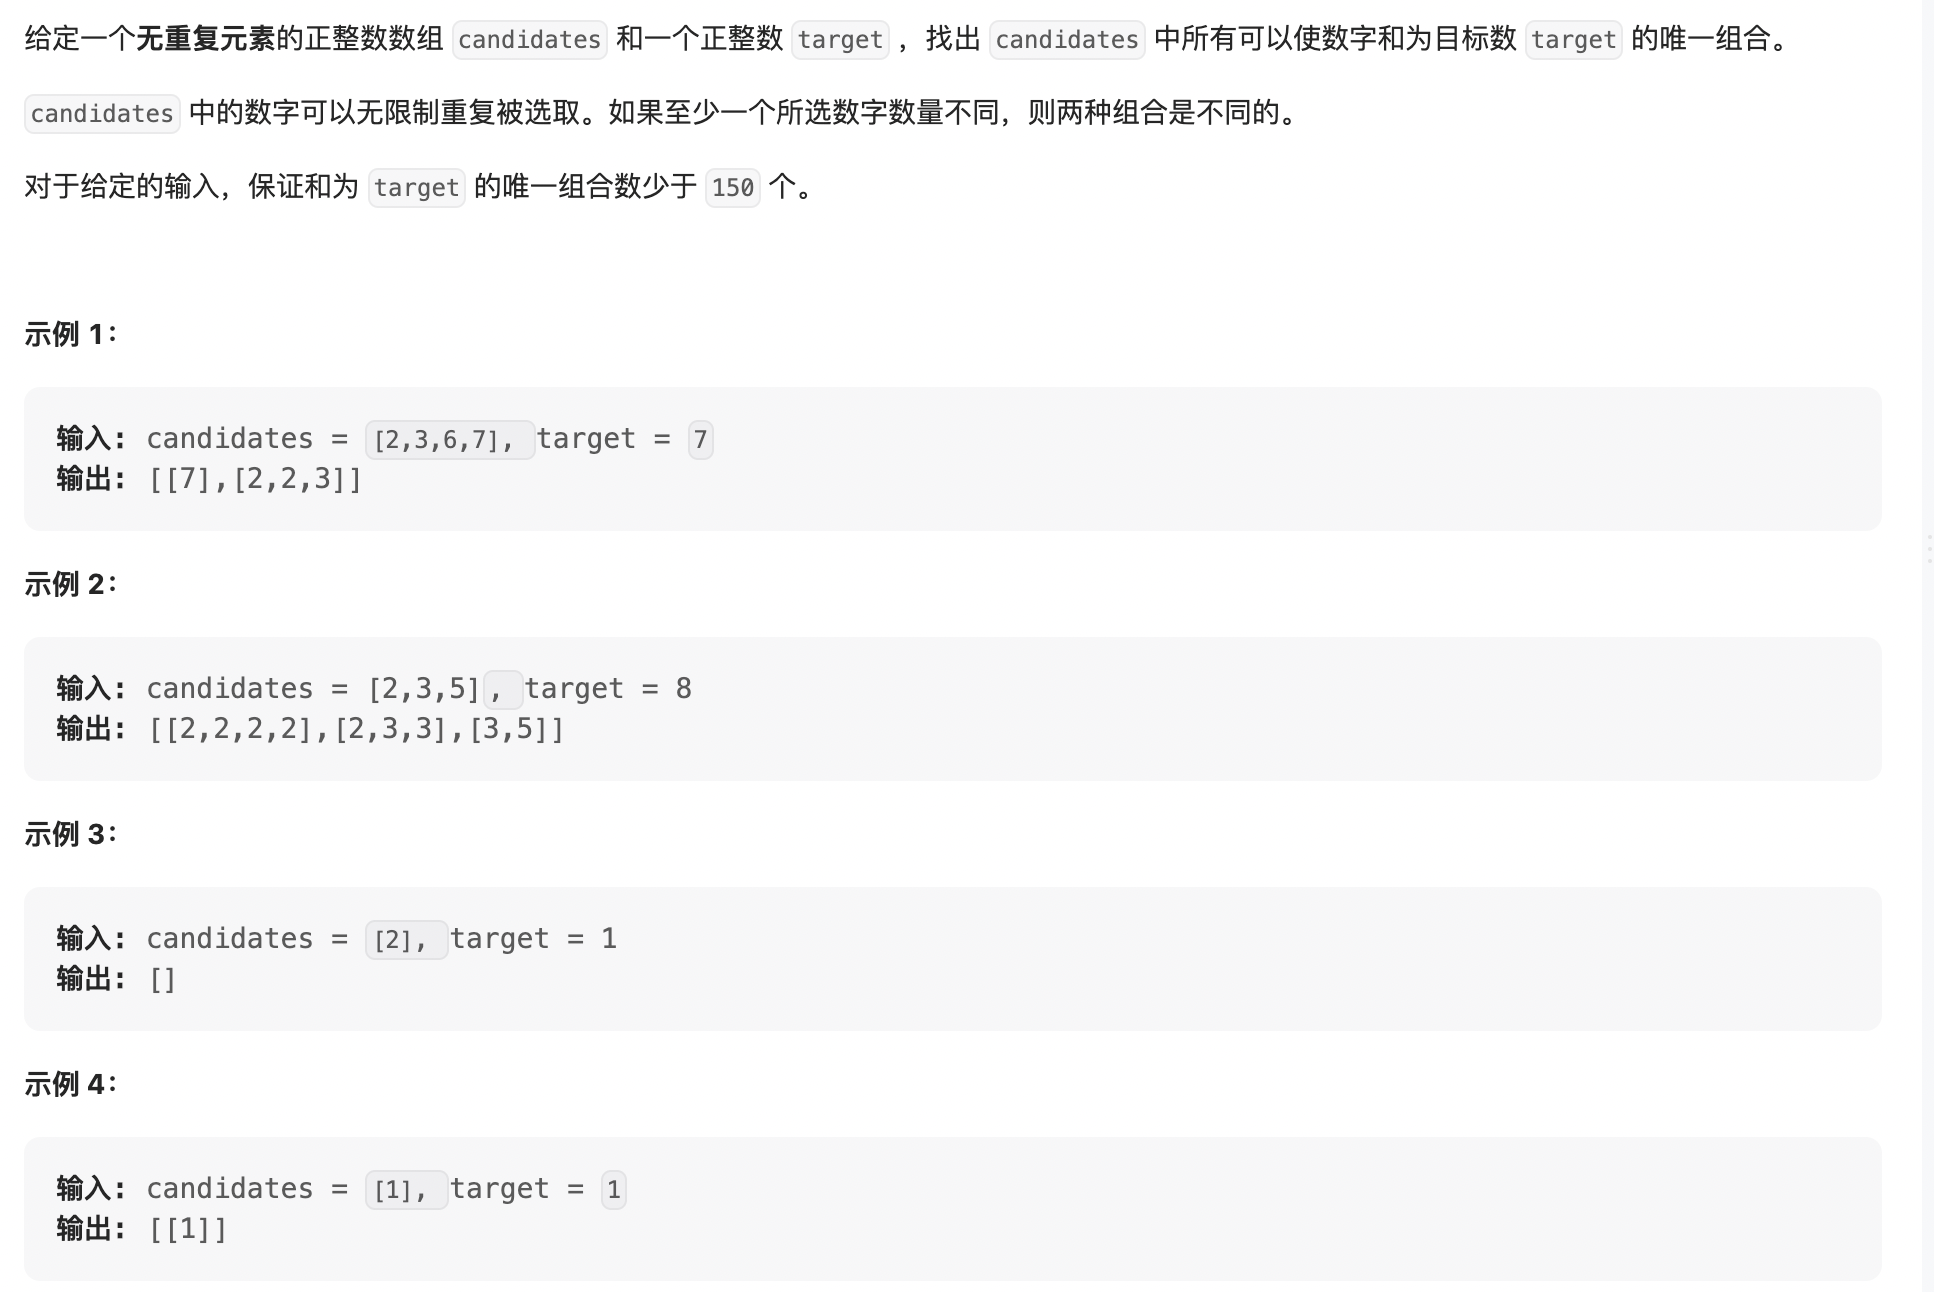 给定一个无重复元素的正整数数组 candidates 和一个正整数 target ，找出 candidates 中所有可以使数字和为目标数 target 的唯一组合。
candidates 中的数字可以无限制重复被选取。如果至少一个所选数字数量不同，则两种组合是不同的。
对于给定的输入，保证和为 target 的唯一组合数少于 150 个。
示例 1：
输入: candidates = [2,3,6,7], target = 7
输出: [[7],[2,2,3]]
示例 2：
输入: candidates = [2,3,5], target = 8
输出: [[2,2,2,2],[2,3,3],[3,5]]
示例 3：
输入: candidates = [2], target = 1
输出: []
示例 4：
输入: candidates = [1], target = 1
输出: [[1]]